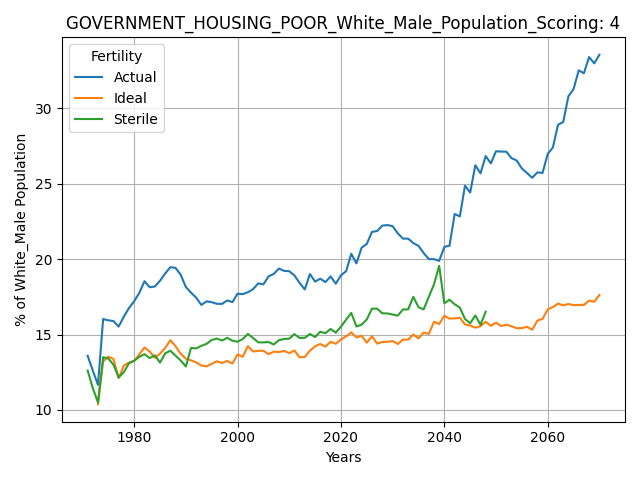 GOVERNMENT_HOUSING_POOR_White_Male_Population_Scoring: 4
Fertility
Actual
Ideal
Sterile
% of White_Male Population
30
25
20
15
10
1980 2000 2020 2040 2060
Years